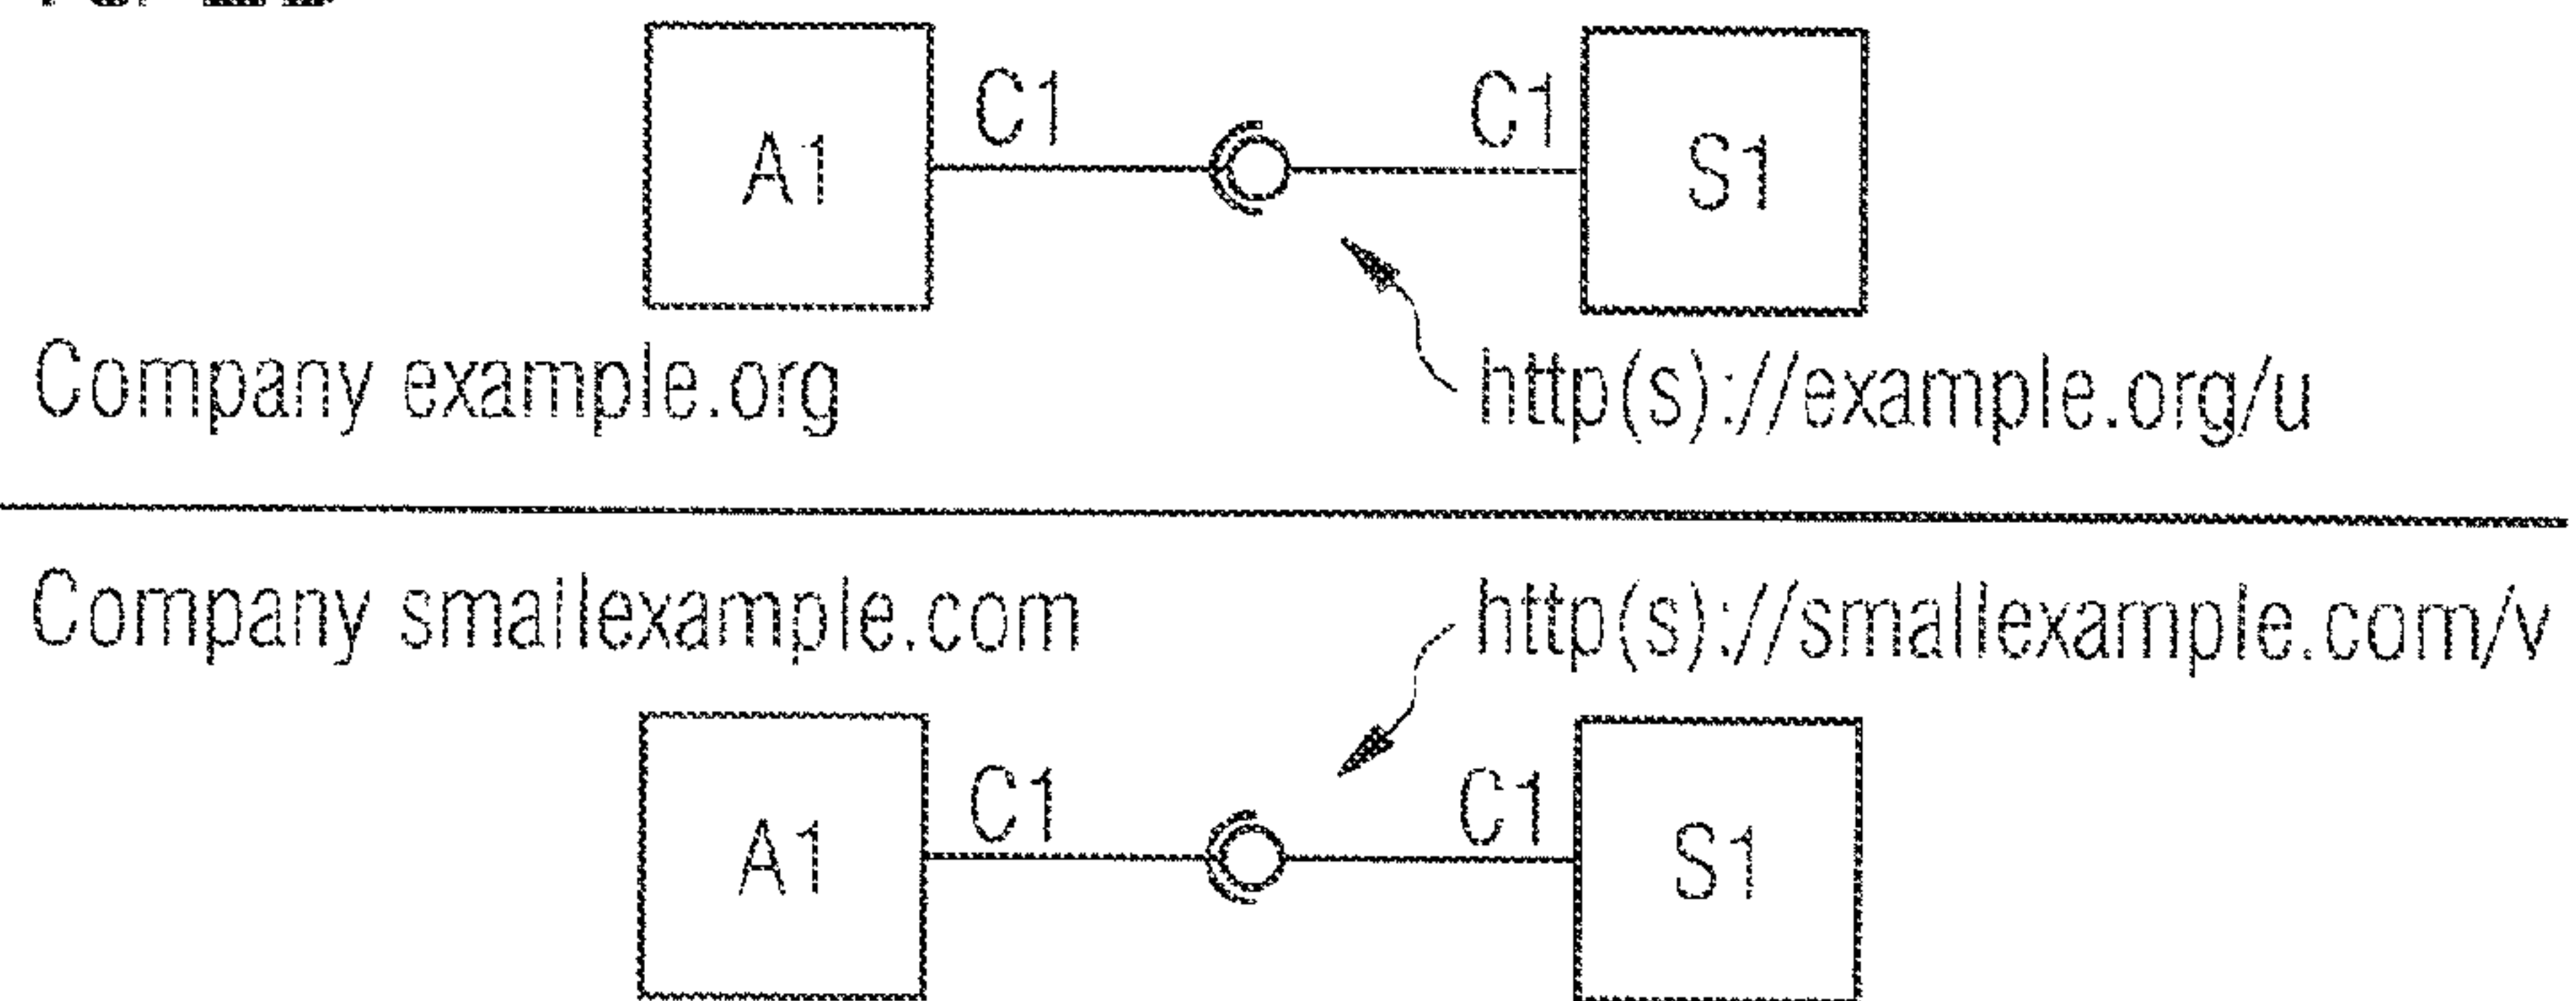 C1 C1
A1 S1
Company example.org http(s)://example.org/u
Company smallexample.com http(s)://smallexample.com/v
C1 C1
A1 S1